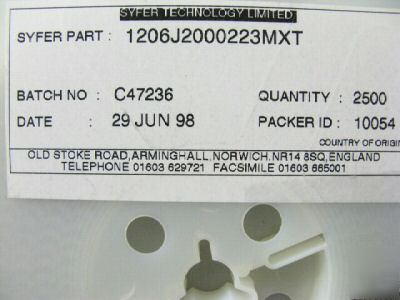 SYFER TECHNOLOGY LIMITED
SYFER PART : 1206J2000223MXT
BATCH NO : C47236 QUANTITY : 2500
DATE : 29 JUN 98 PACKER ID : 10054
COUNTRY OF ORIGIN
OLD STOKE ROAD,ARMINGHALL,NORWICH,NR14 8SQ,ENGLAND
TELEPHONE 01603 629721 FACSIMILE 01603 665001